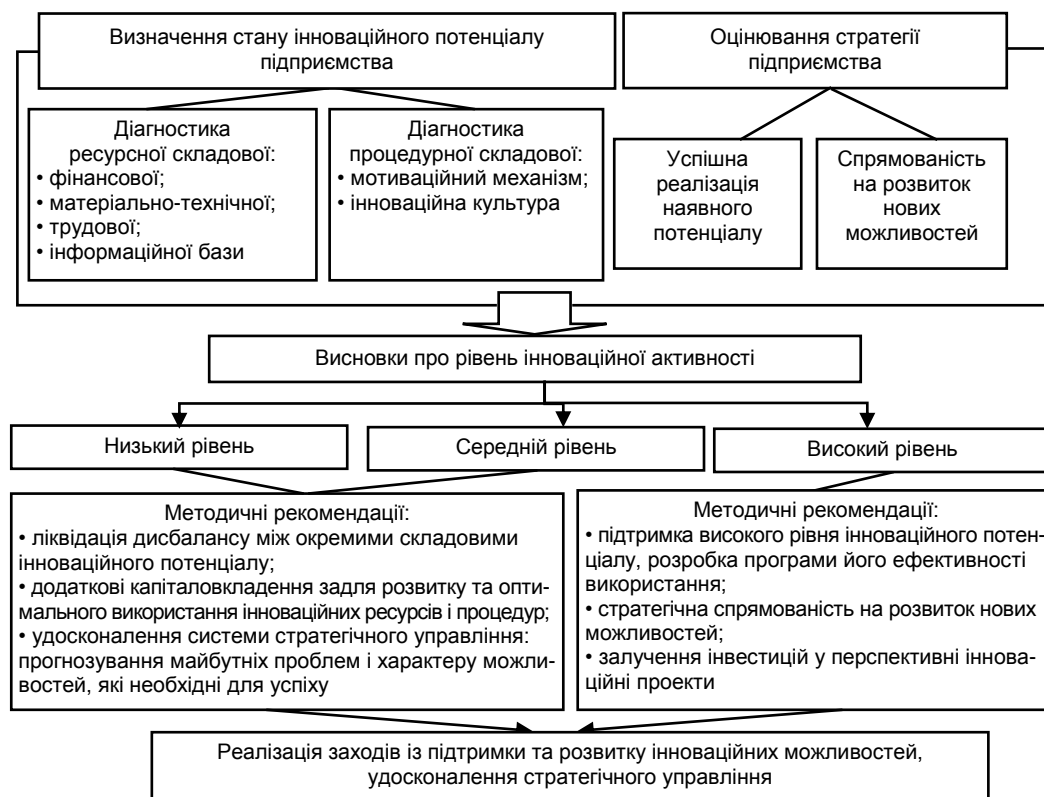 Визначення стану інноваційного потенціалу
підприємства
Оцінювання стратегії
підприємства
Діагностика
ресурсної складової:
• фінансової;
• матеріально-технічної;
• трудової;
• інформаційної бази
Діагностика
процедурної складової:
• мотиваційний механізм;
• інноваційна культура
Успішна
реалізація
наявного
потенціалу
Спрямованість
на розвиток
нових
можливостей
Висновки про рівень інноваційної активності
Низький рівень
Середній рівень
Високий рівень
Методичні рекомендації:
• ліквідація дисбалансу між окремими складовими
інноваційного потенціалу;
• додаткові капіталовкладення задля розвитку та опти-
мального використання інноваційних ресурсів і процедур;
• удосконалення системи стратегічного управління:
прогнозування майбутніх проблем і характеру можли-
востей, які необхідні для успіху
Методичні рекомендації:
• підтримка високого рівня інноваційного потен-
ціалу, розробка програми його ефективності
використання;
• стратегічна спрямованість на розвиток нових
можливостей;
• залучення інвестицій у перспективні іннова-
ційні проекти
Реалізація заходів із підтримки та розвитку інноваційних можливостей,
удосконалення стратегічного управління